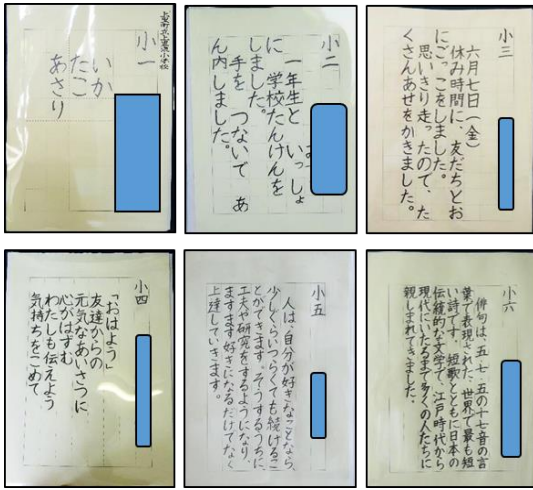 小一
いか
たこ
あさり
小二
一年生と いっしょ
に 学校たんけんを
しました。
手を つないで あ
ん内しました。
小三
六月七日(金)
休み時間に、友だちとお
にごっこをしました。
思いきり走ったので、た
くさんあせをかきました。
小四
「おはよう」
友達からの
元気なあいさつに
心がはずむ
わたしも伝えよう
気持ちをこめて
小五
人は、自分が好きなことなら、
少しくらいつらくても続けるこ
とができます。そうするうちに、
工夫や研究をするようになり、
ますます好きになるだけでなく
上達していきます。
小六
俳句は、五・七・五の十七音の言
葉で表現された、世界で最も短
い詩です。短歌とともに日本の
伝統的な文学で、江戸時代から
現代にいたるまで多くの人たちに
親しまれてきました。